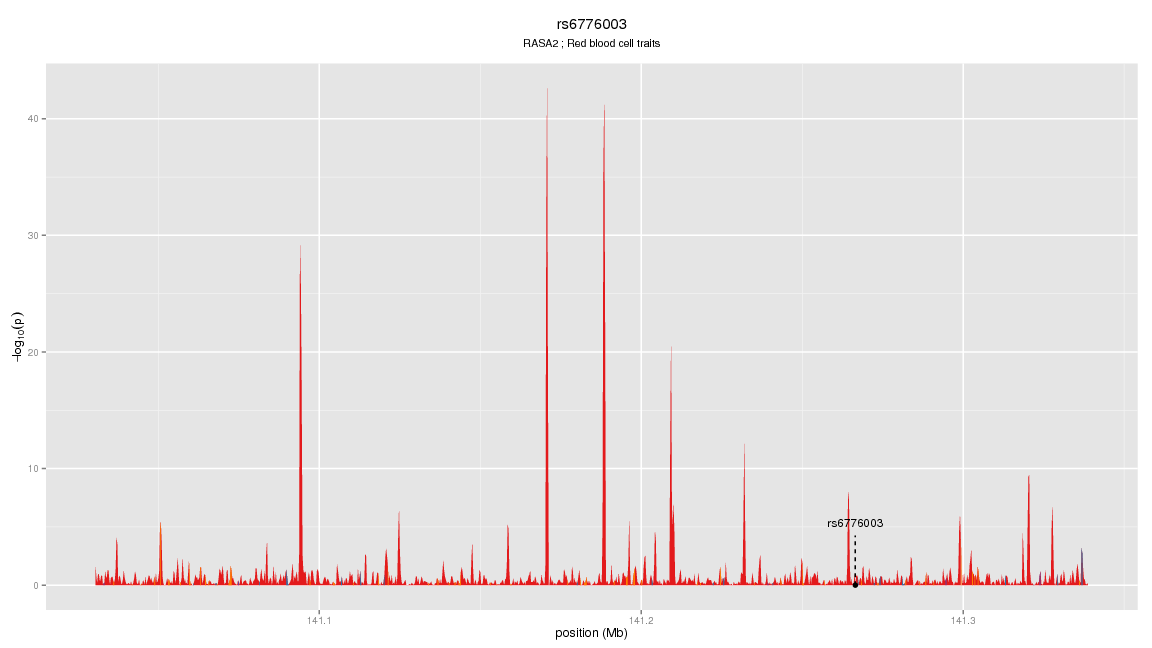 rs6776003
RASA2 ; Red blood cell traits
40
30
20
10
0
−log10(p)
rs6776003
141.1
141.2
141.3
position (Mb)